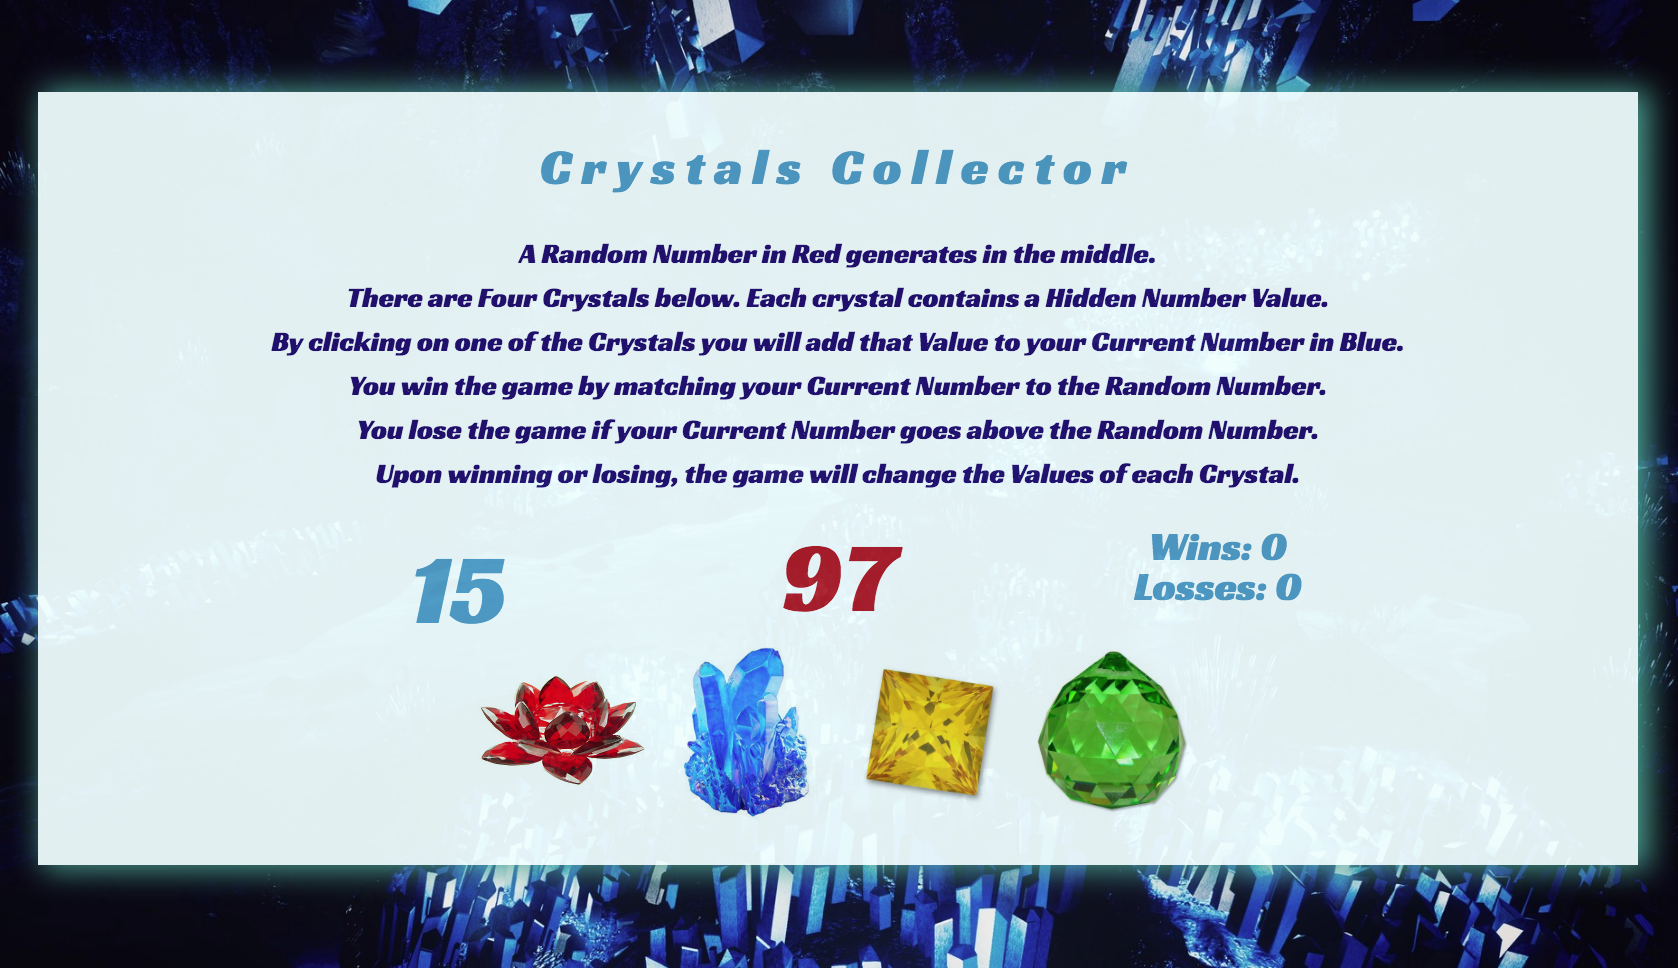 Crystals Collector
A Random Number in Red generates in the middle.
There are Four Crystals below. Each crystal contains a Hidden Number Value.
By clicking on one of the Crystals you will add that Value to your Current Number in Blue.
You win the game by matching your Current Number to the Random Number.
You lose the game if your Current Number goes above the Random Number.
Upon winning or losing, the game will change the Values of each Crystal.
15
97
Wins: 0
Losses: 0